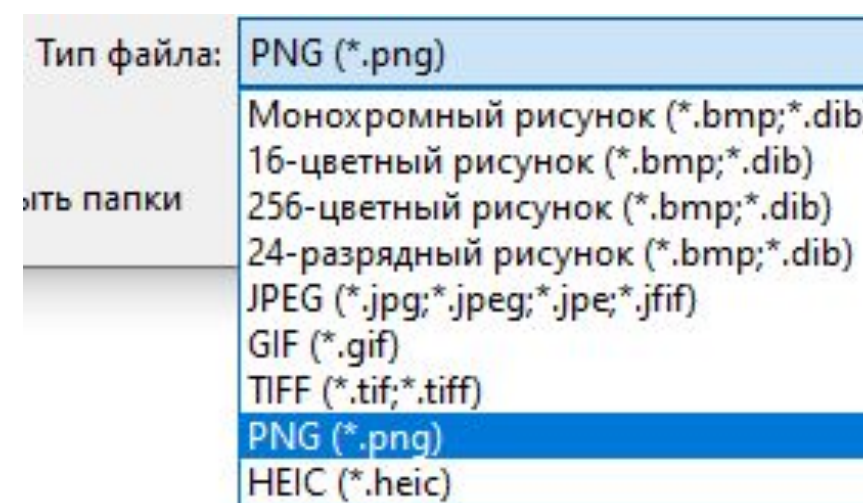 Тип файла: PNG (*.png)
Монохромный рисунок (*.bmp;*.dib
16-цветный рисунок (*.bmp;*.dib)
ыть папки
256-цветный рисунок (*.bmp;*.dib)
24-разрядный рисунок (*.bmp;*.dib)
JPEG (*.jpg;*.jpeg;*.jpe;*.jfif)
GIF (*.gif)
TIFF (*.tif;*.tiff)
PNG (*.png)
HEIC (*.heic)